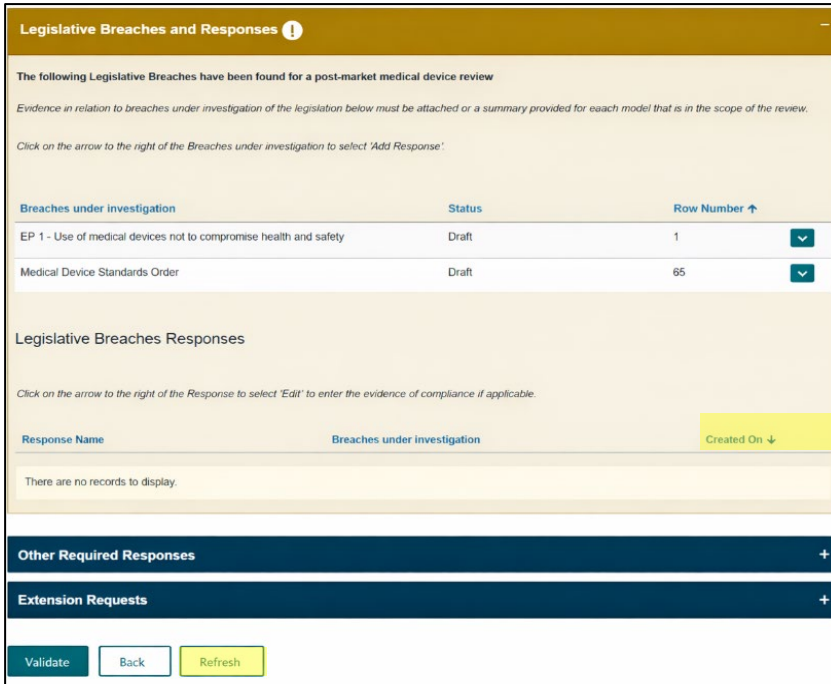 Legislative Breaches and Responses !
The following Legislative Breaches have been found for a post-market medical device review
Evidence in relation to breaches under investigation of the legislation below must be attached or a summary provided for eaach model that is in the scope of the review.
Click on the arrow to the right of the Breaches under investigation to select 'Add Response'.
Breaches under investigation Status Row Number ↑
EP 1 - Use of medical devices not to compromise health and safety Draft 1
Medical Device Standards Order Draft 65
Legislative Breaches Responses
Click on the arrow to the right of the Response to select 'Edit' to enter the evidence of compliance if applicable.
Response Name Breaches under investigation Created On ↓
There are no records to display.
Other Required Responses +
Extension Requests +
Validate Back Refresh